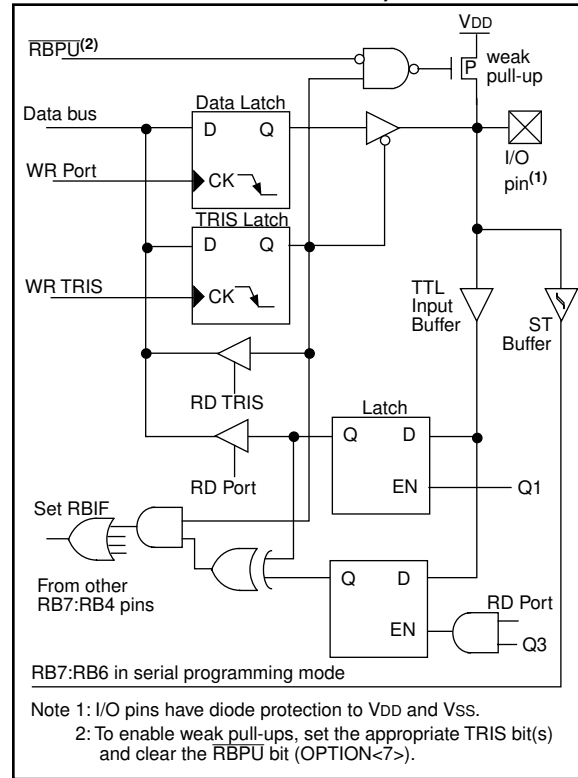 VDD
RBPU(2)
P
weak
pull-up
Data Latch
Data bus
D
Q
I/O
pin(1)
WR Port
CK
TRIS Latch
D
Q
WR TRIS
CK
TTL
Input
Buffer
ST
Buffer
RD TRIS
Latch
Q
D
RD Port
EN
Q1
Set RBIF
From other
RB7:RB4 pins
Q
D
RD Port
EN
Q3
RB7:RB6 in serial programming mode
Note 1: I/O pins have diode protection to VDD and VSS.
2: To enable weak pull-ups, set the appropriate TRIS bit(s)
and clear the RBPU bit (OPTION<7>).